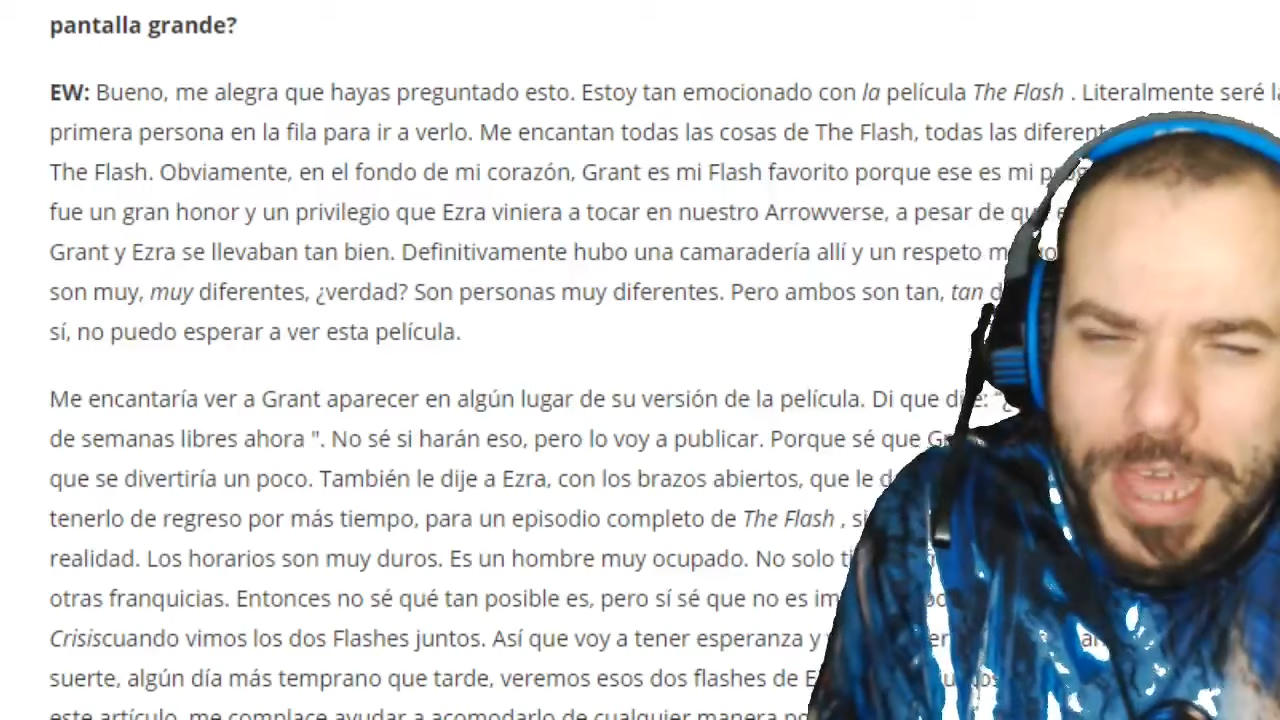 pantalla grande?
EW: Bueno, me alegra que hayas preguntado esto. Estoy tan emocionado con la película The Flash . Literalmente seré
primera persona en la fila para ir a verlo. Me encantan todas las cosas de The Flash, todas las
The Flash. Obviamente, en el fondo de mi corazón, Grant es mi Flash favorito porque ese es mi
fue un gran honor y un privilegio que Ezra viniera a tocar en nuestro Arrowverse, a pesar de
Grant y Ezra se llevaban tan bien. Definitivamente hubo una camaradería allí y un respeto
son muy, muy diferentes, ¿verdad? Son personas muy diferentes. Pero ambos son tan, tan
sí, no puedo esperar a ver esta película.
Me encantaría ver a Grant aparecer en algún lugar de su versión de la película. Di que
de semanas libres ahora ". No sé si harán eso, pero lo voy a publicar. Porque sé que
que se divertiría un poco. También le dije a Ezra, con los brazos abiertos, que le
tenerlo de regreso por más tiempo, para un episodio completo de The Flash ,
realidad. Los horarios son muy duros. Es un hombre muy ocupado. No solo
otras franquicias. Entonces no sé qué tan posible es, pero sí sé que no es
Crisiscuando vimos los dos Flashes juntos. Así que voy a tener esperanza y
suerte, algún día más temprano que tarde, veremos esos dos flashes de
este artículo, me complace ayudar a acomodarlo de cualquier manera